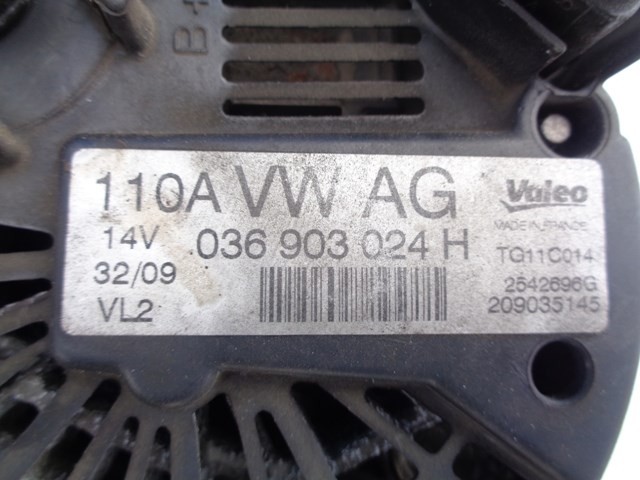 B+
110A VW AG
Valeo
MADE IN FRANCE
14V 036 903 024 H
TG11C014
32/09
2542696G
VL2
209035145